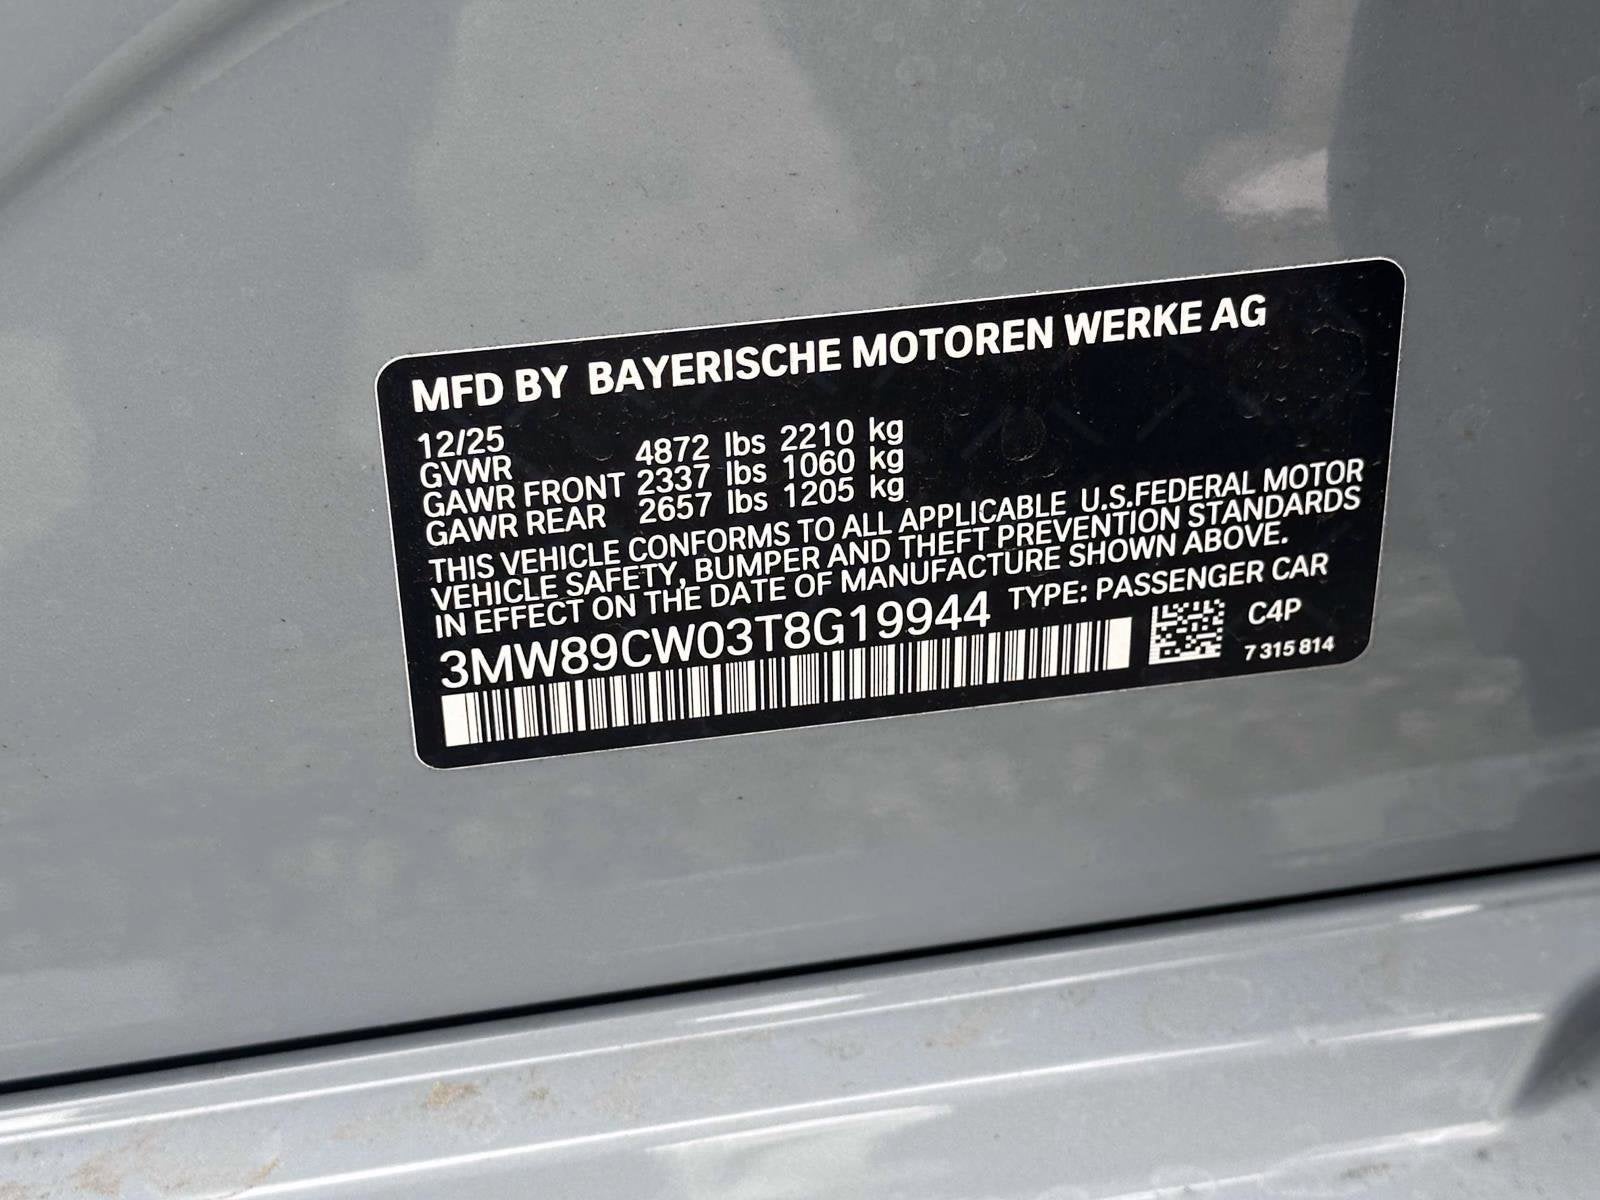 MFD BY BAYERISCHE MOTOREN WERKE AG
12/25
GVWR 4872 lbs 2210 kg
GAWR FRONT 2337 lbs 1060 kg
GAWR REAR 2657 lbs 1205 kg
THIS VEHICLE CONFORMS TO ALL APPLICABLE U.S.FEDERAL MOTOR
VEHICLE SAFETY, BUMPER AND THEFT PREVENTION STANDARDS
IN EFFECT ON THE DATE OF MANUFACTURE SHOWN ABOVE.
3MW89CW03T8G19944 TYPE: PASSENGER CAR
C4P
7 315 814